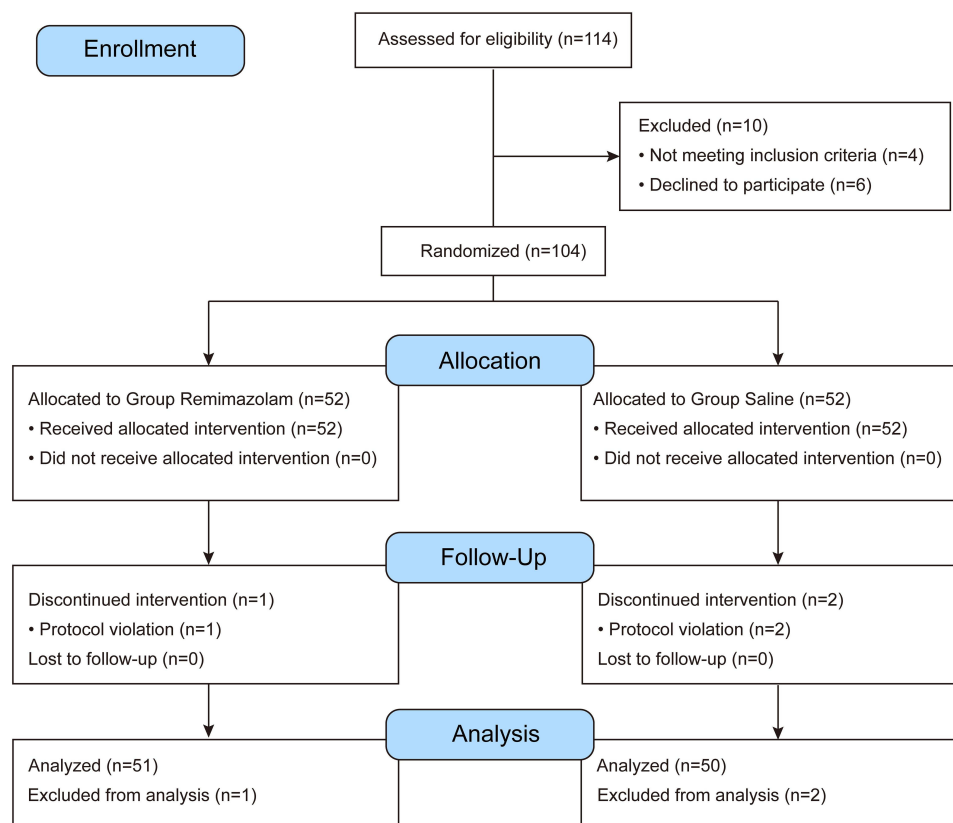 Enrollment
Assessed for eligibility (n=114)
Excluded (n=10)
• Not meeting inclusion criteria (n=4)
• Declined to participate (n=6)
Randomized (n=104)
Allocation
Allocated to Group Remimazolam (n=52)
• Received allocated intervention (n=52)
• Did not receive allocated intervention (n=0)
Allocated to Group Saline (n=52)
• Received allocated intervention (n=52)
• Did not receive allocated intervention (n=0)
Follow-Up
Discontinued intervention (n=1)
• Protocol violation (n=1)
Lost to follow-up (n=0)
Discontinued intervention (n=2)
• Protocol violation (n=2)
Lost to follow-up (n=0)
Analysis
Analyzed (n=51)
Excluded from analysis (n=1)
Analyzed (n=50)
Excluded from analysis (n=2)